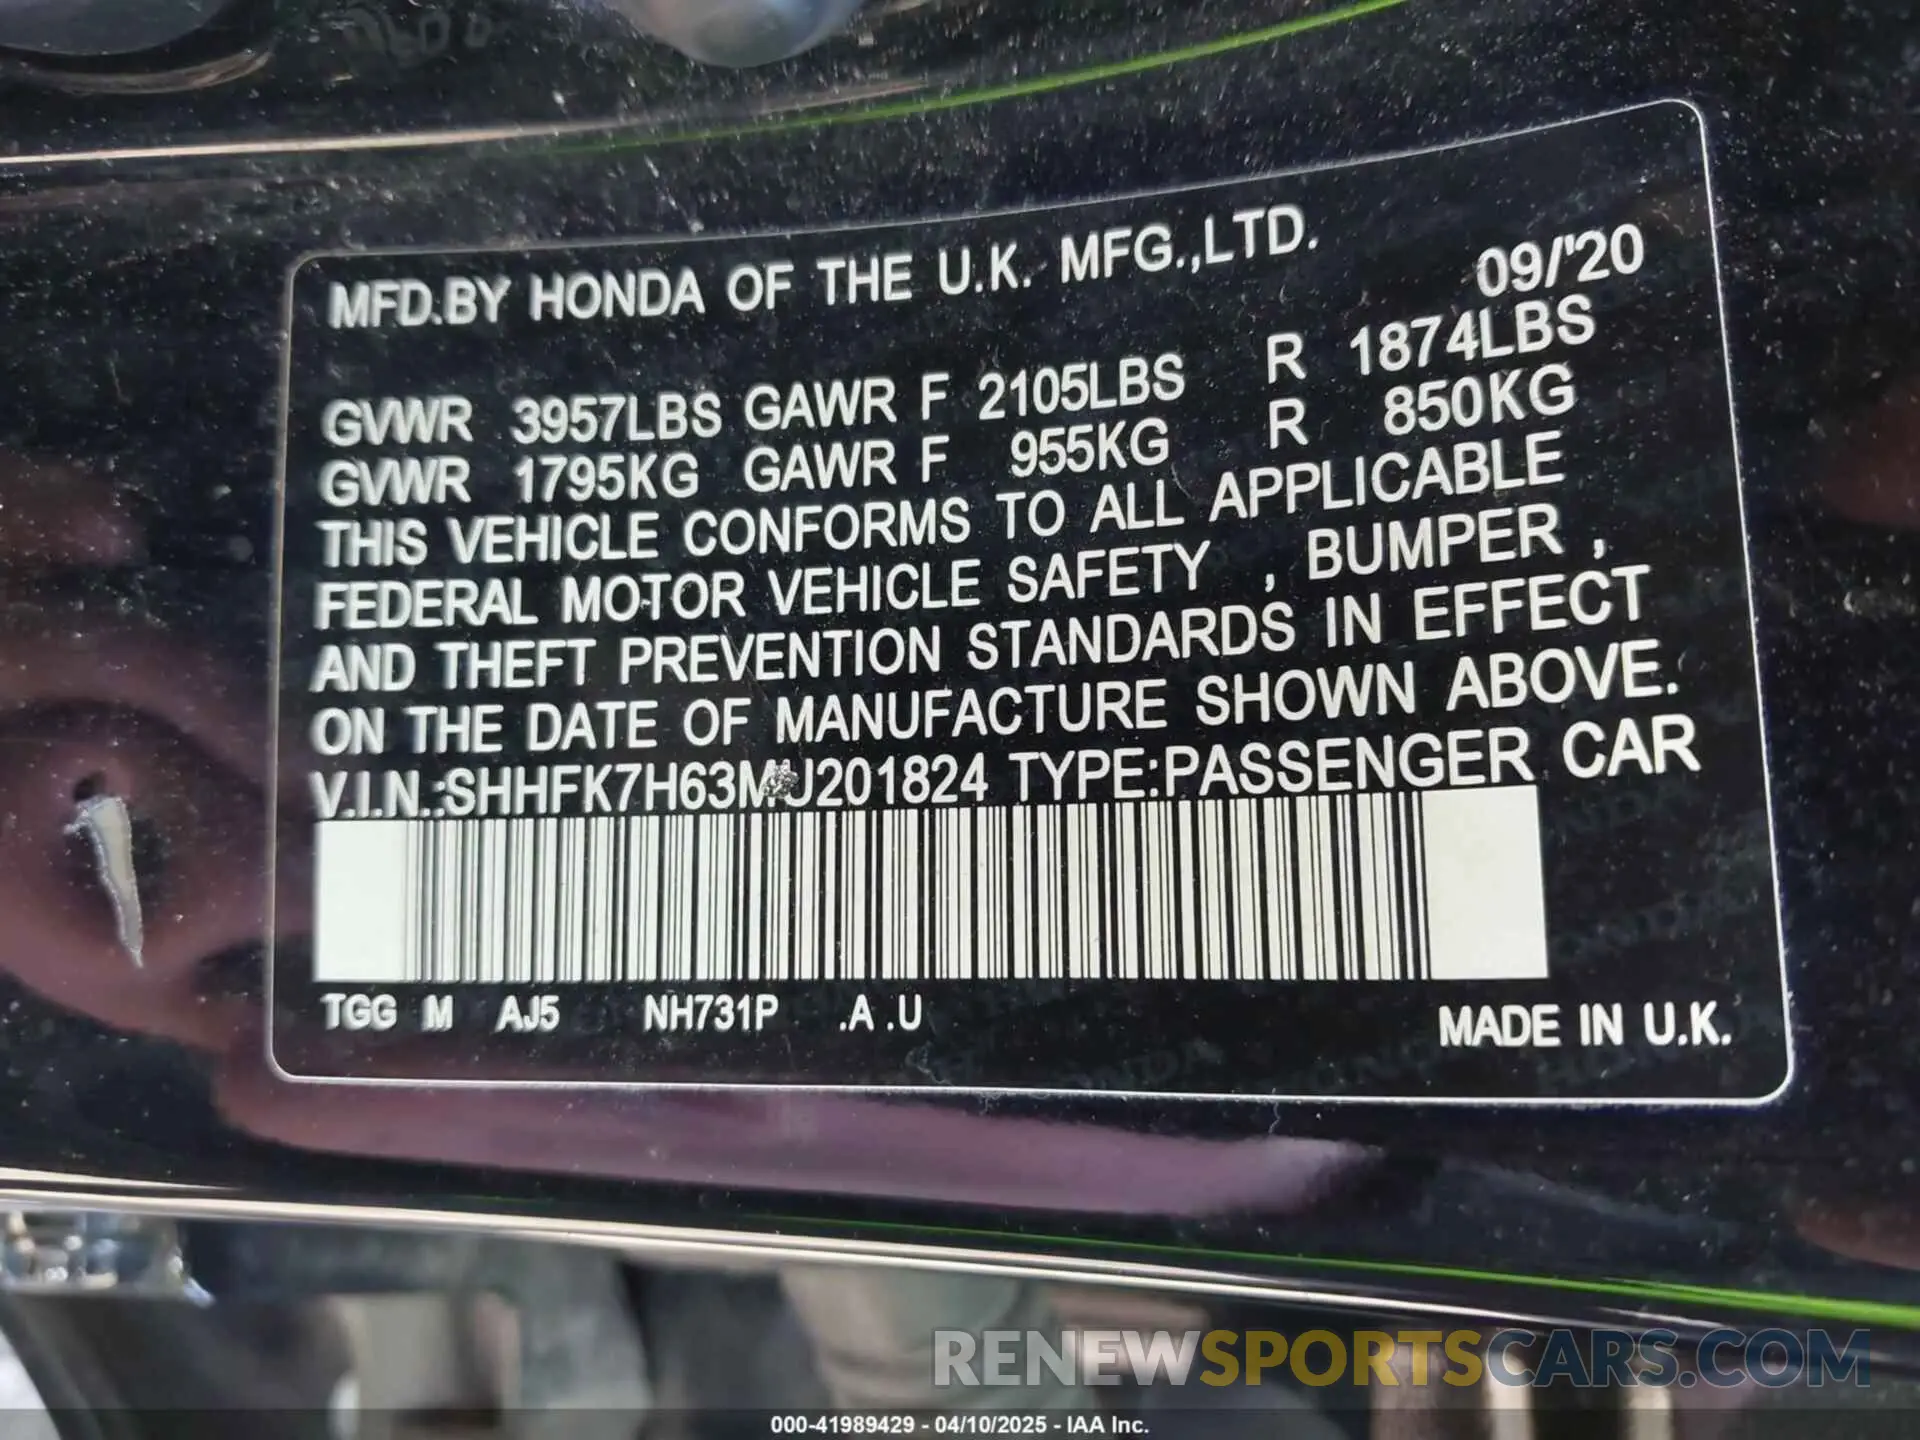 MFD.BY HONDA OF THE U.K. MFG.,LTD.
09/'20
GVWR 3957LBS GAWR F 2105LBS R 1874LBS
GVWR 1795KG GAWR F 955KG R 850KG
THIS VEHICLE CONFORMS TO ALL APPLICABLE
FEDERAL MOTOR VEHICLE SAFETY , BUMPER ,
AND THEFT PREVENTION STANDARDS IN EFFECT
ON THE DATE OF MANUFACTURE SHOWN ABOVE.
V.I.N.:SHHFK7H63MU201824 TYPE:PASSENGER CAR
TGG M AJ5 NH731P .A .U
MADE IN U.K.
RENEWSPORTSCARS.COM
000-41989429 - 04/10/2025 - IAA Inc.